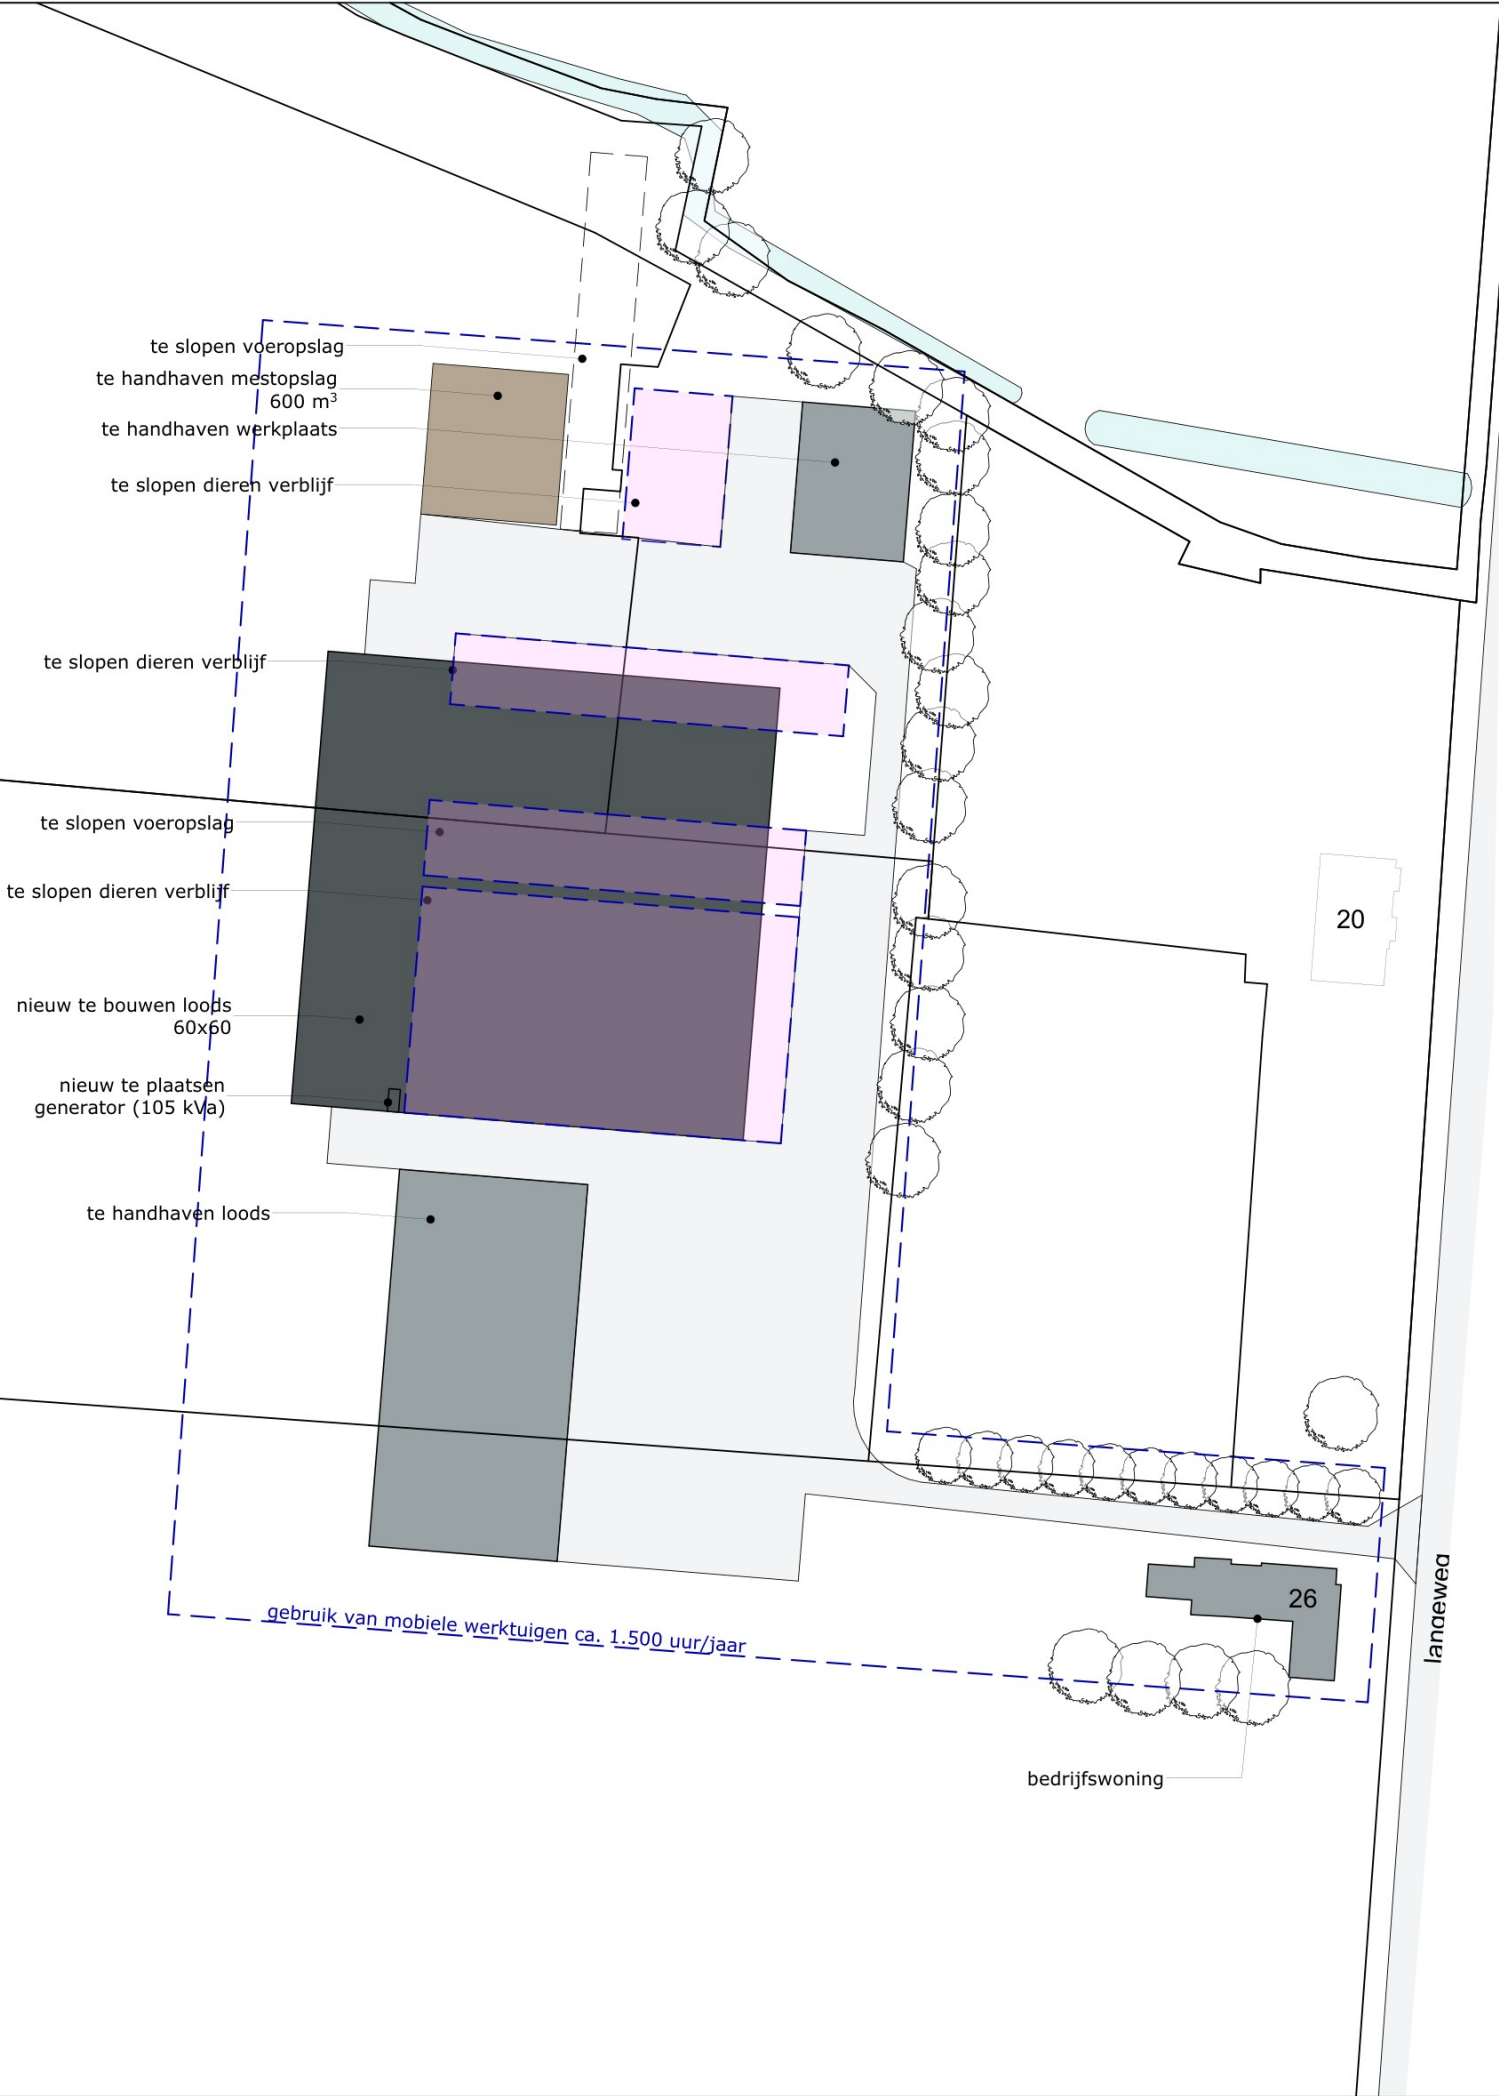 te slopen voeropslag
te handhaven mestopslag
600 m³
te handhaven werkplaats
te slopen dieren verblijf
te slopen dieren verblijf
te slopen voeropslag
te slopen dieren verblijf
20
nieuw te bouwen loods
60x60
nieuw te plaatsen
generator (105 kVa)
te handhaven loods
26
landeweg
gebruik van mobiele werktuigen ca. 1.500 uur/jaar
bedrijfswoning